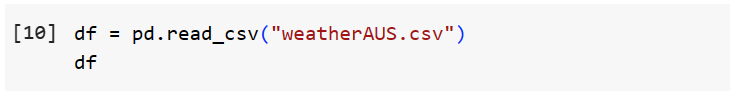 [10] df = pd.read_csv("weatherAUS.csv")
df